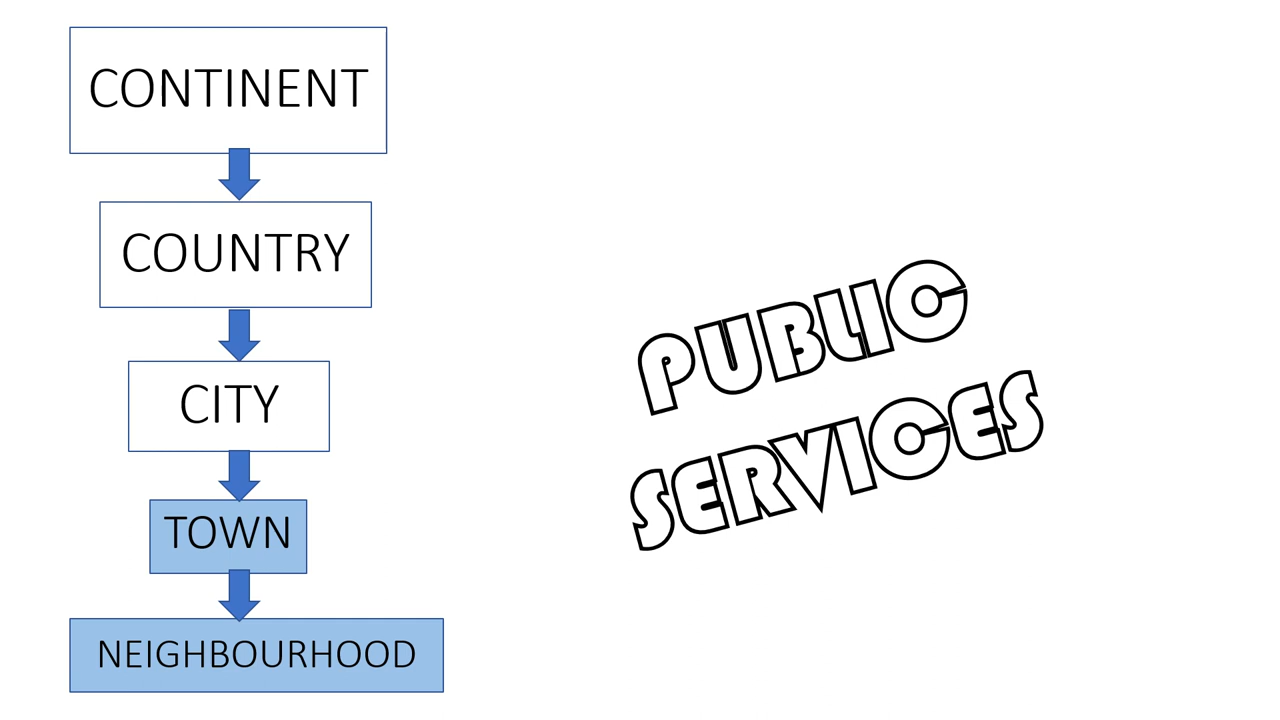 CONTINENT
COUNTRY
CITY
TOWN
NEIGHBOURHOOD
PUBLIC
SERVICES